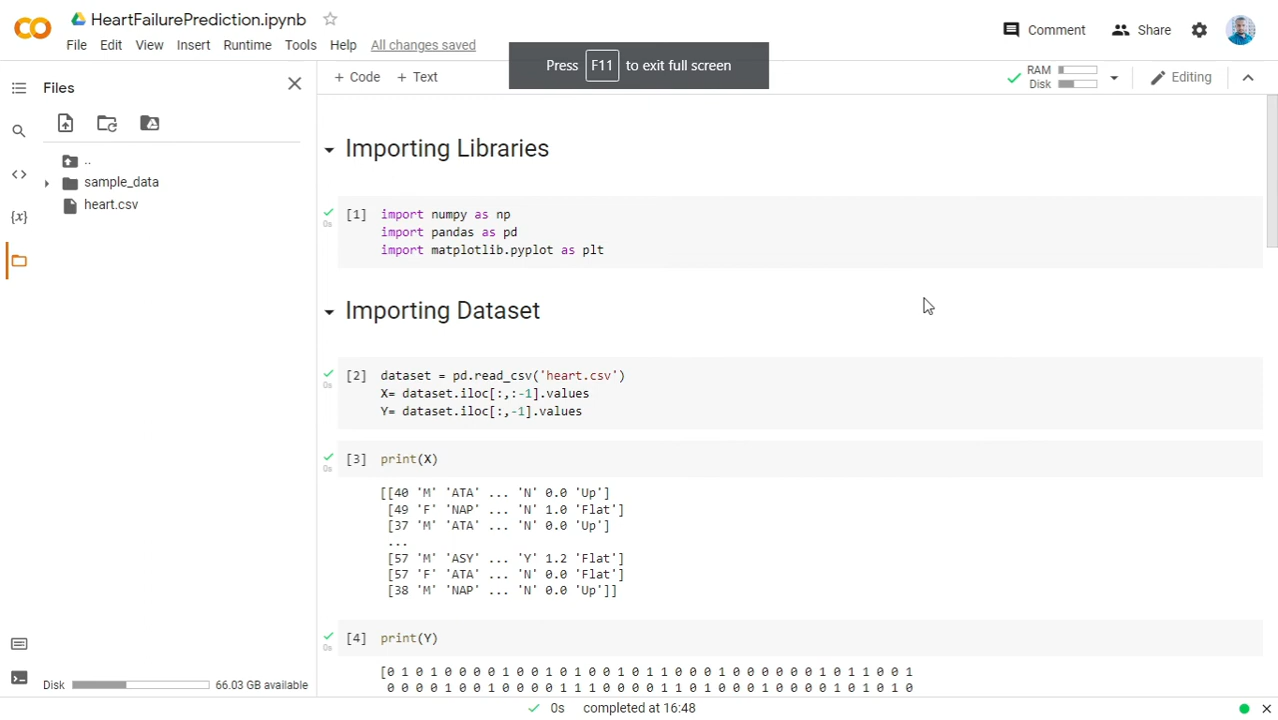 HeartFailurePrediction.ipynb
File Edit View Insert Runtime Tools Help All changes saved
Comment Share
Press F11 to exit full screen
Files
+ Code + Text
RAM
Disk
Editing
..
sample_data
heart.csv
{x}
Importing Libraries
[1] import numpy as np
0s
import pandas as pd
import matplotlib.pyplot as plt
Importing Dataset
[2] dataset = pd.read_csv('heart.csv')
0s
X= dataset.iloc[:,:-1].values
Y= dataset.iloc[:,-1].values
[3] print(X)
0s
[[40 'M' 'ATA' ... 'N' 0.0 'Up']
[49 'F' 'NAP' ... 'N' 1.0 'Flat']
[37 'M' 'ATA' ... 'N' 0.0 'Up']
...
[57 'M' 'ASY' ... 'Y' 1.2 'Flat']
[57 'F' 'ATA' ... 'N' 0.0 'Flat']
[38 'M' 'NAP' ... 'N' 0.0 'Up']]
[4] print(Y)
0s
[0 1 0 1 0 0 0 0 1 0 0 1 0 1 0 0 1 0 1 1 0 0 0 1 0 0 0 0 0 0 1 0 1 1 0 0 1
0 0 0 0 1 0 0 1 0 0 0 1 1 1 0 0 0 0 1 1 0 1 0 0 0 1 0 0 0 0 1 0 1 0 1 0
Disk 66.03 GB available
0s completed at 16:48